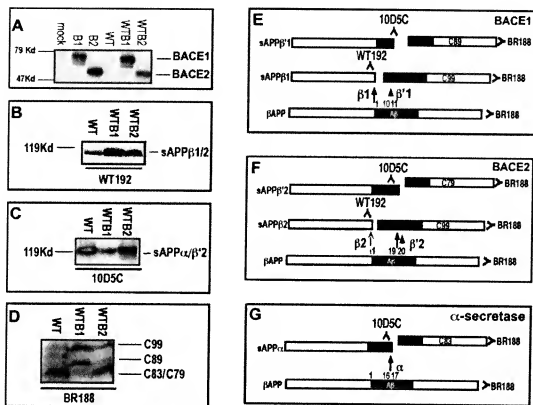 A
mock
B1
B2
WT
WTB1
WTB2
79 Kd
47Kd
BACE1
BACE2
B
WT
WTB1
WTB2
119Kd
sAPPβ1/2
WT192
C
WT
WTB1
WTB2
119Kd
sAPPα/β'2
10D5C
D
WT
WTB1
WTB2
C99
C89
C83/C79
BR188
E
BACE1
10D5C
sAPPβ'1
C89
BR188
WT192
sAPPβ1
C99
BR188
β1
β'1
1 1011
βAPP
Aβ
BR188
F
BACE2
10D5C
sAPPβ'2
C79
BR188
WT192
sAPPβ2
C99
BR188
β2
β'2
1 19 20
βAPP
Aβ
BR188
G
α-secretase
10D5C
sAPPα
C83
BR188
α
1 1617
βAPP
Aβ
BR188